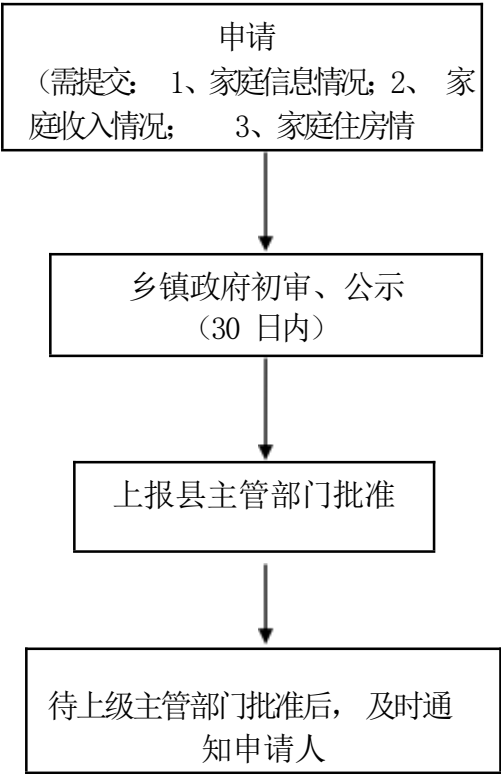 申请
（需提交： 1、家庭信息情况；2、 家
庭收入情况； 3、家庭住房情
乡镇政府初审、公示
（30 日内）
上报县主管部门批准
待上级主管部门批准后， 及时通
知申请人